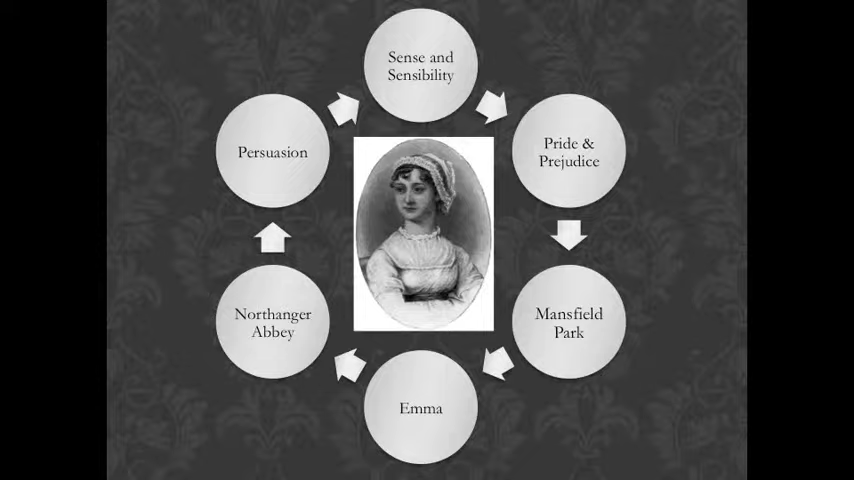 Sense and
Sensibility
Pride &
Prejudice
Mansfield
Park
Emma
Northanger
Abbey
Persuasion